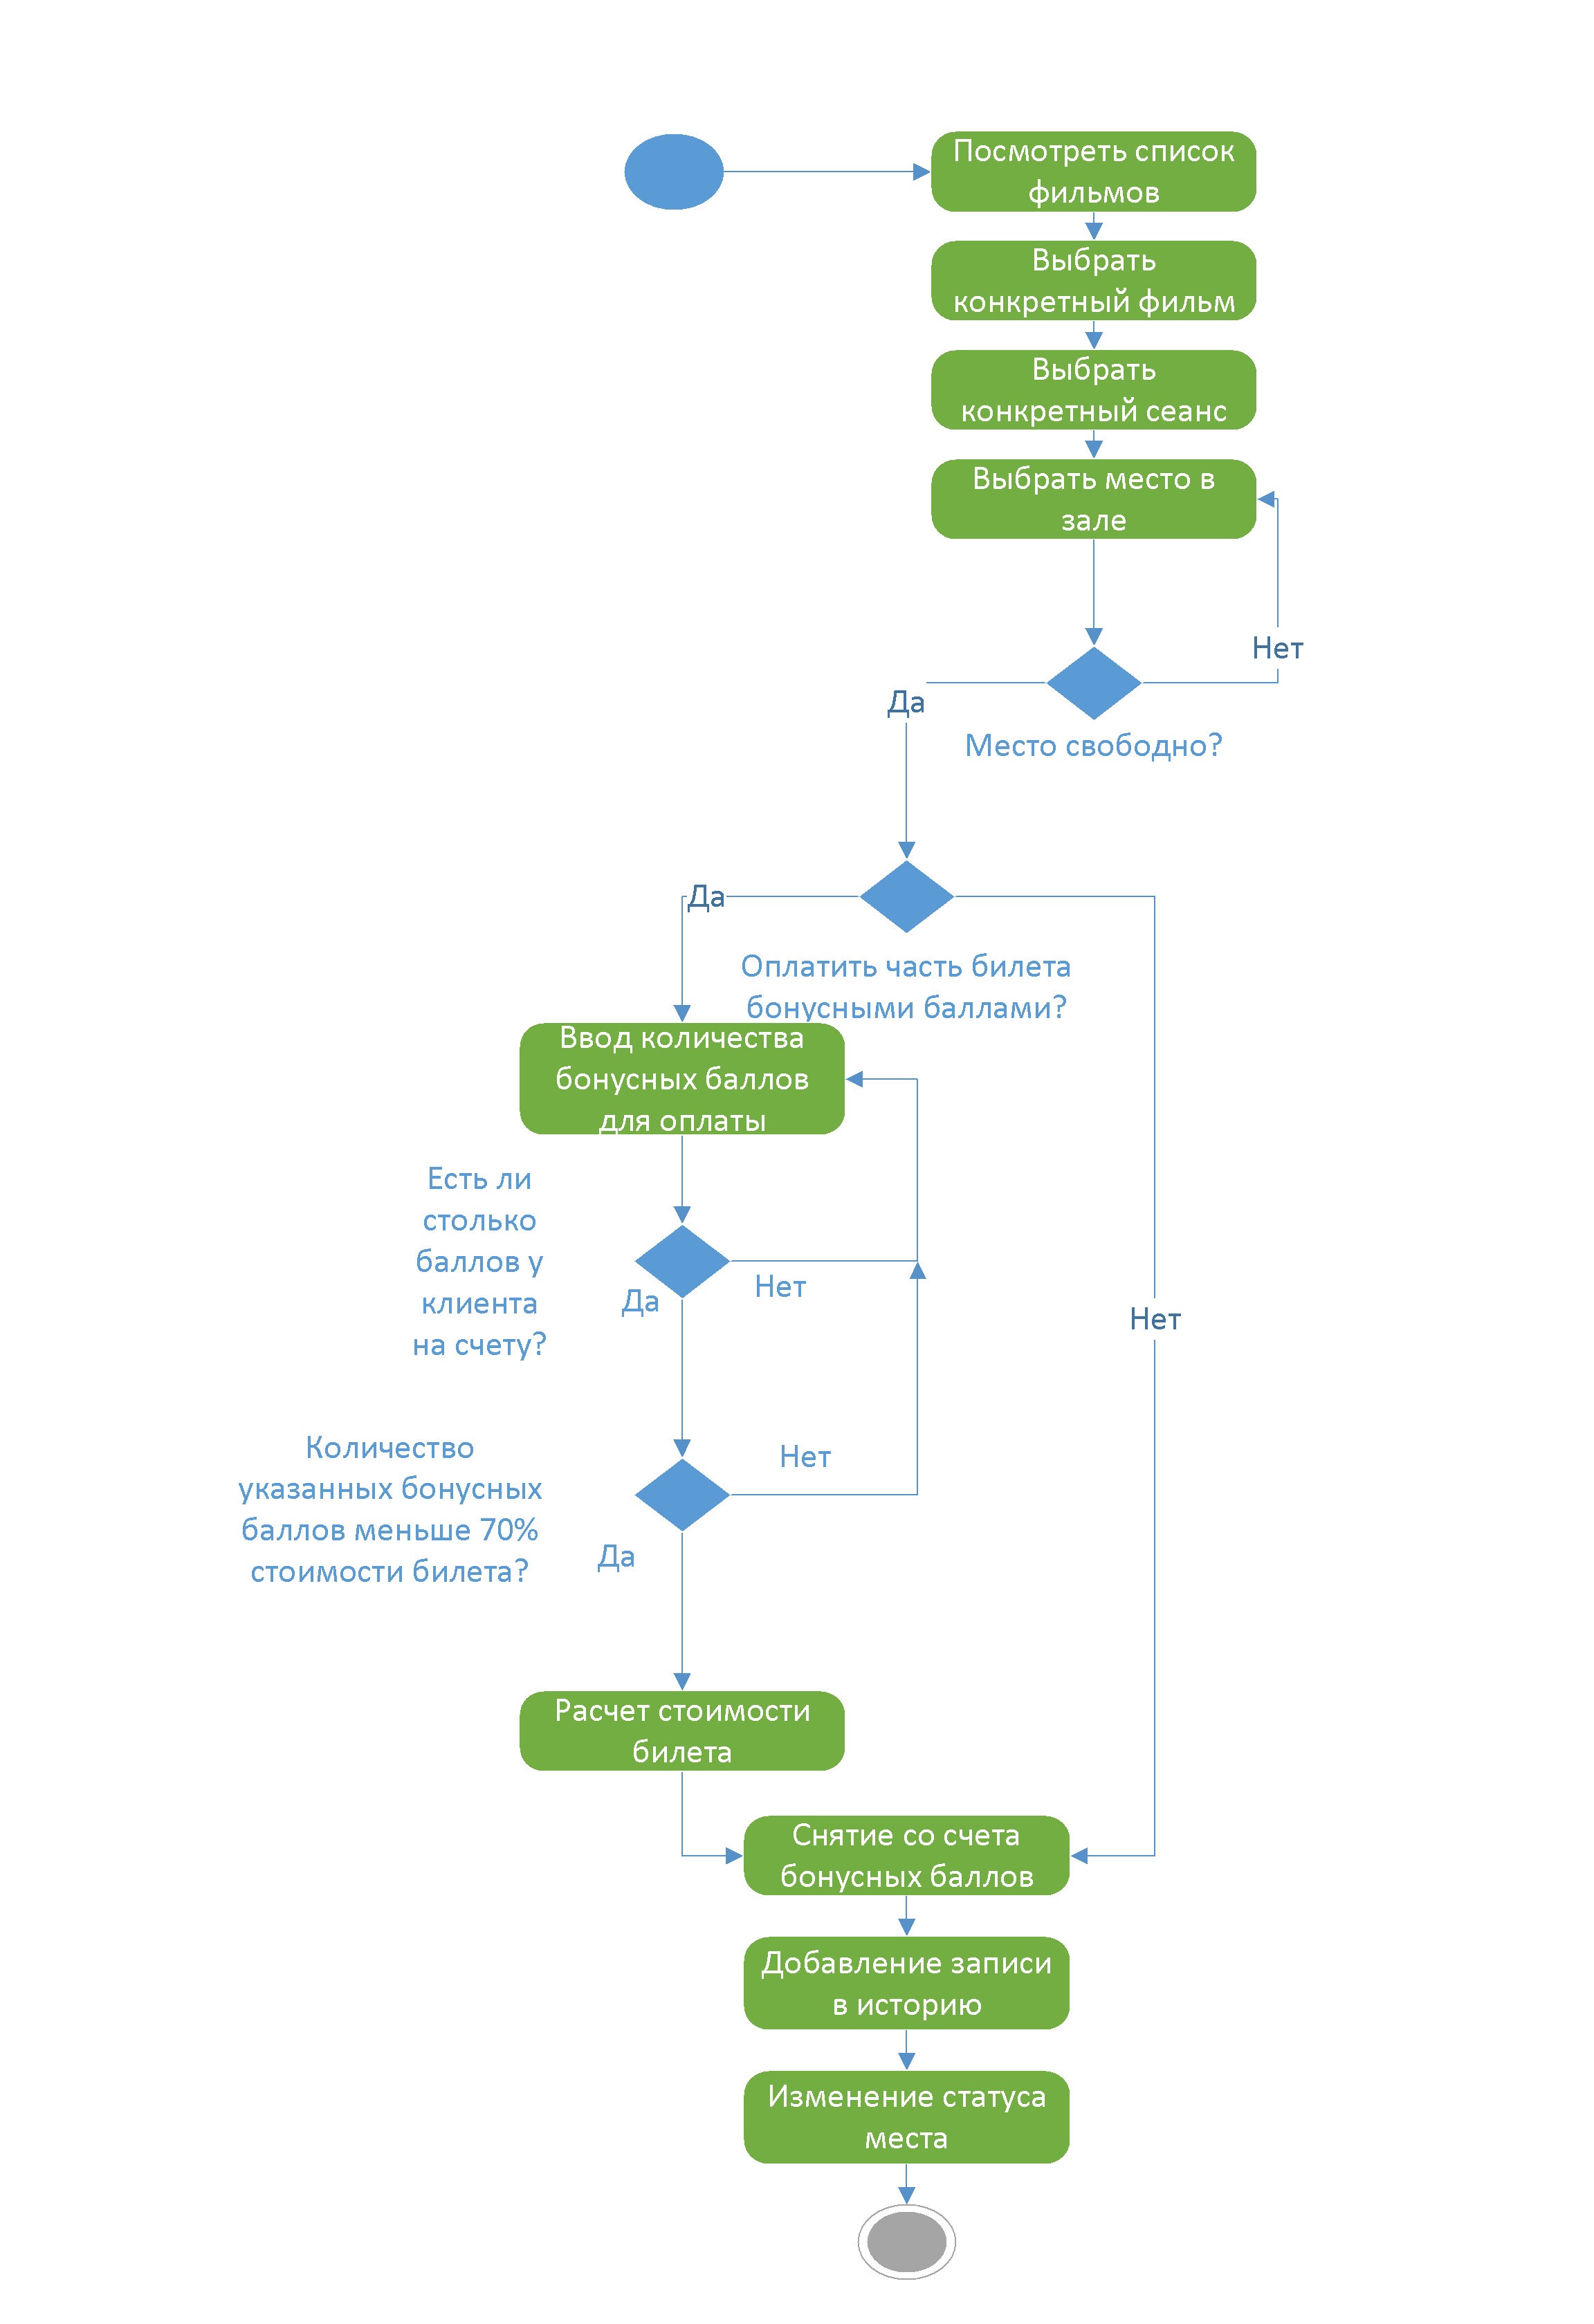 Посмотреть список
фильмов
Выбрать
конкретный фильм
Выбрать
конкретный сеанс
Выбрать место в
зале
Нет
Да
Место свободно?
Да
Оплатить часть билета
бонусными баллами?
Ввод количества
бонусных баллов
для оплаты
Есть ли
столько
баллов у
клиента
на счету?
Нет
Да
Нет
Количество
указанных бонусных
баллов меньше 70%
стоимости билета?
Нет
Да
Расчет стоимости
билета
Снятие со счета
бонусных баллов
Добавление записи
в историю
Изменение статуса
места